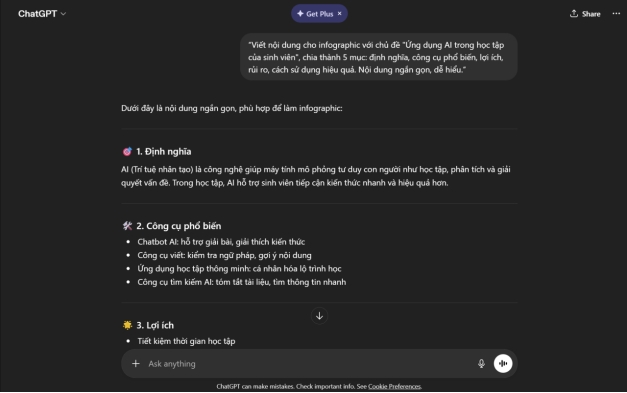 ChatGPT
Get Plus ×
Share
"Viết nội dung cho infographic với chủ đề "Ứng dụng AI trong học tập
của sinh viên", chia thành 5 mục: định nghĩa, công cụ phổ biến, lợi ích,
rủi ro, cách sử dụng hiệu quả. Nội dung ngắn gọn, dễ hiểu."
Dưới đây là nội dung ngắn gọn, phù hợp để làm infographic:
🎯 1. Định nghĩa
AI (Trí tuệ nhân tạo) là công nghệ giúp máy tính mô phỏng tư duy con người như học tập, phân tích và giải
quyết vấn đề. Trong học tập, AI hỗ trợ sinh viên tiếp cận kiến thức nhanh và hiệu quả hơn.
🛠 2. Công cụ phổ biến
• Chatbot AI: hỗ trợ giải bài, giải thích kiến thức
• Công cụ viết: kiểm tra ngữ pháp, gợi ý nội dung
• Ứng dụng học tập thông minh: cá nhân hóa lộ trình học
• Công cụ tìm kiếm AI: tóm tắt tài liệu, tìm thông tin nhanh
🌟 3. Lợi ích
• Tiết kiệm thời gian học tập
Ask anything
ChatGPT can make mistakes. Check important info. See Cookie Preferences.